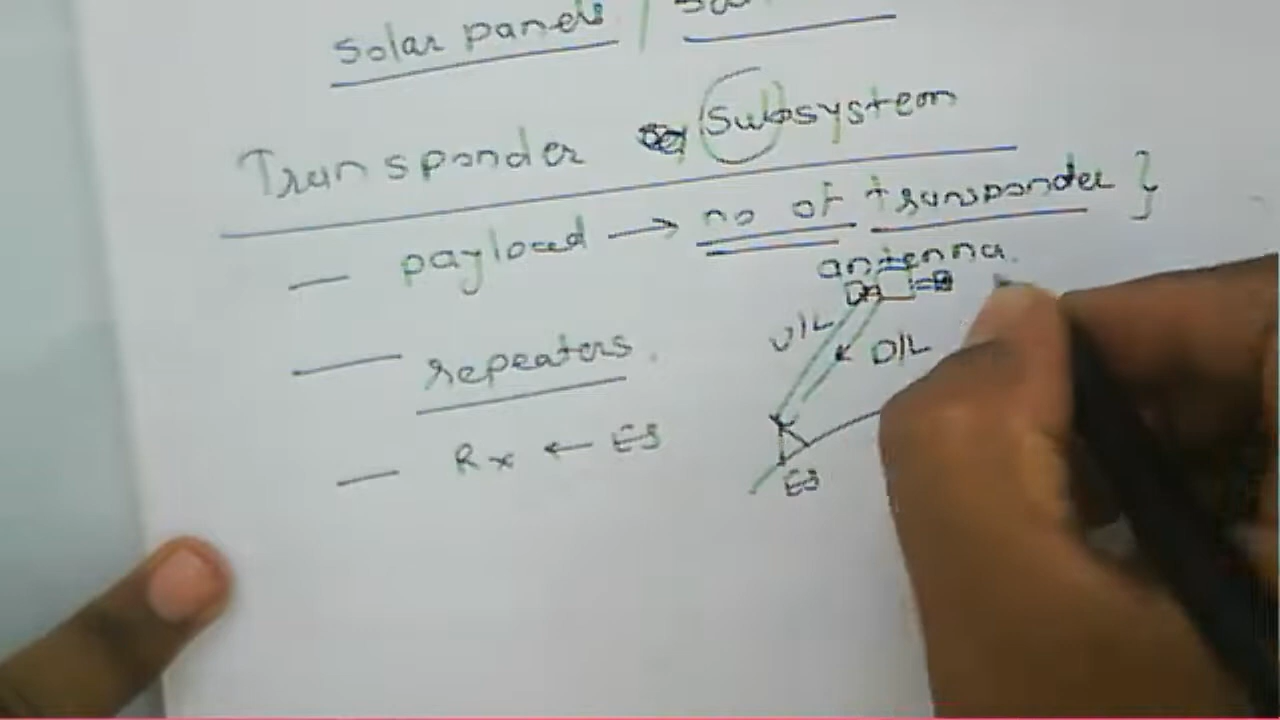 Solar panels /
Transponder Subsystem
— payload → no of transponder }
antenna.
U/L
D/L
— repeaters.
— Rx ← ES
ES